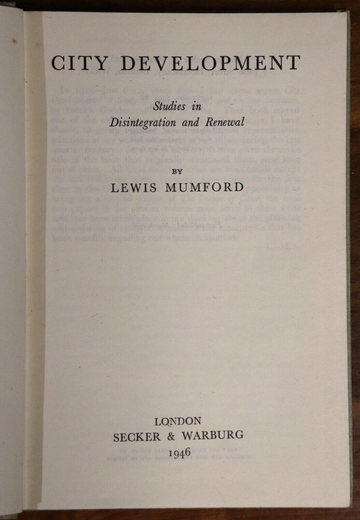 CITY DEVELOPMENT
Studies in
Disintegration and Renewal
BY
LEWIS MUMFORD
LONDON
SECKER & WARBURG
1946